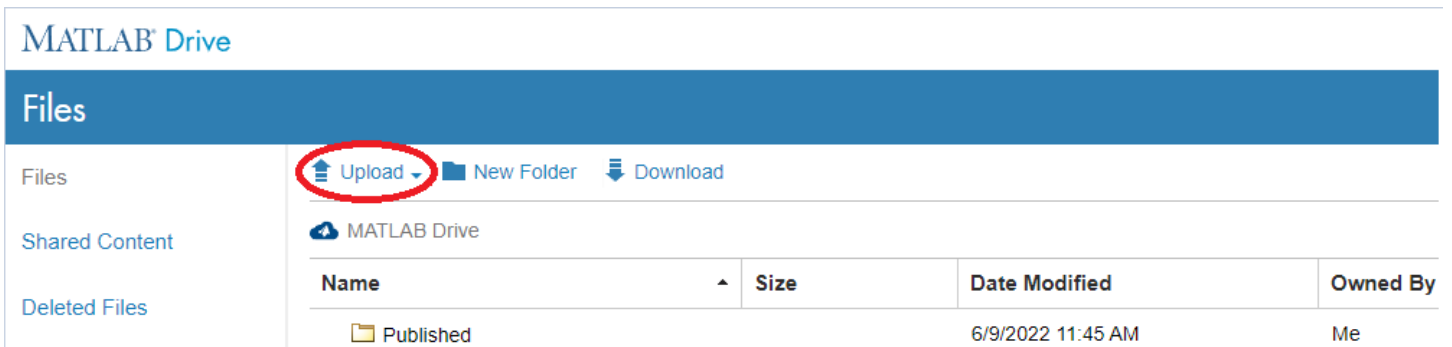 MATLAB® Drive
Files
Files
Shared Content
Deleted Files
Upload New Folder Download
MATLAB Drive
Name Size Date Modified Owned By
Published 6/9/2022 11:45 AM Me